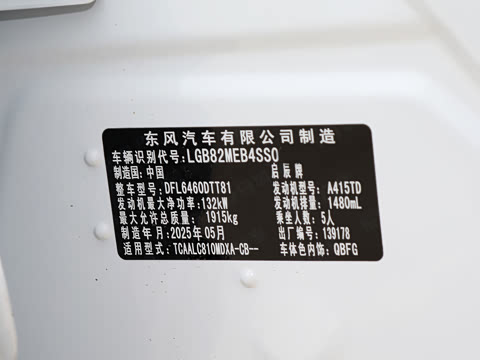 东风汽车有限公司制造
车辆识别代号:LGB82MEB4SS0
制造国:中国 启辰牌
整车型号:DFL6460DTT81 发动机型号:A415TD
发动机最大净功率:132kW 发动机排量:1480mL
最大允许总质量:1915kg 乘坐人数:5人
制造年月:2025年05月 出厂编号:139178
适用型号:TCAALC810MDXA-CB-- 车体色内饰:QBFG